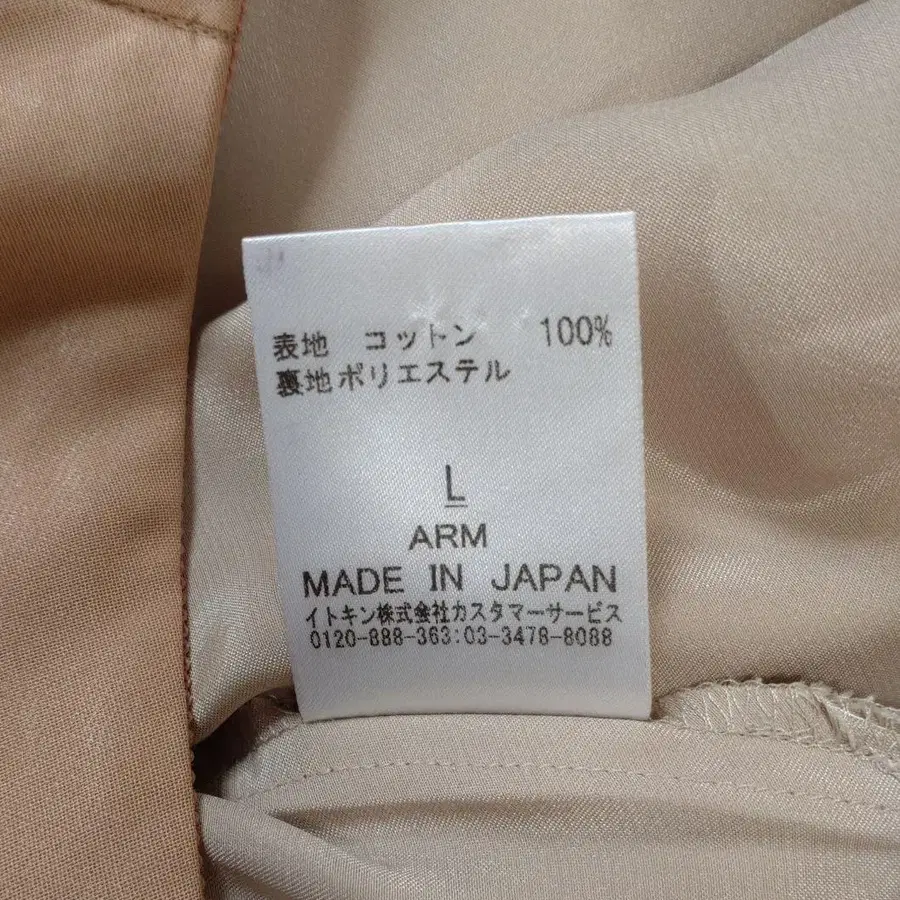 表地 コットン 100%
裏地ポリエステル
L
ARM
MADE IN JAPAN
イトキン株式会社カスタマーサービス
0120-888-363:03-3478-8088